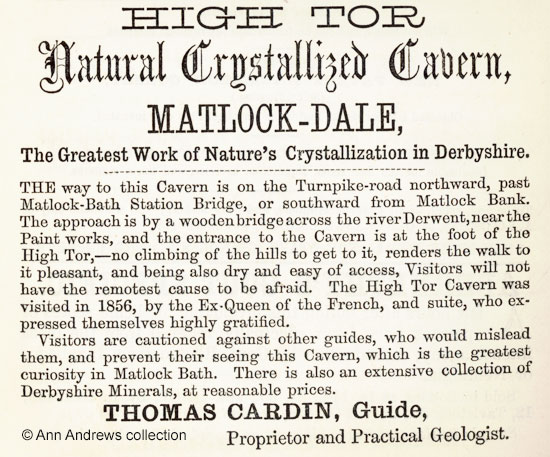 HIGH TOR
Natural Crystallized Cavern,
MATLOCK-DALE,
The Greatest Work of Nature's Crystallization in Derbyshire.
THE way to this Cavern is on the Turnpike-road northward, past
Matlock-Bath Station Bridge, or southward from Matlock Bank.
The approach is by a wooden bridge across the river Derwent, near the
Paint works, and the entrance to the Cavern is at the foot of the
High Tor,—no climbing of the hills to get to it, renders the walk to
it pleasant, and being also dry and easy of access, Visitors will not
have the remotest cause to be afraid. The High Tor Cavern was
visited in 1856, by the Ex-Queen of the French, and suite, who ex-
pressed themselves highly gratified.
Visitors are cautioned against other guides, who would mislead
them, and prevent their seeing this Cavern, which is the greatest
curiosity in Matlock Bath. There is also an extensive collection of
Derbyshire Minerals, at reasonable prices.
THOMAS CARDIN, Guide,
Proprietor and Practical Geologist.
© Ann Andrews collection